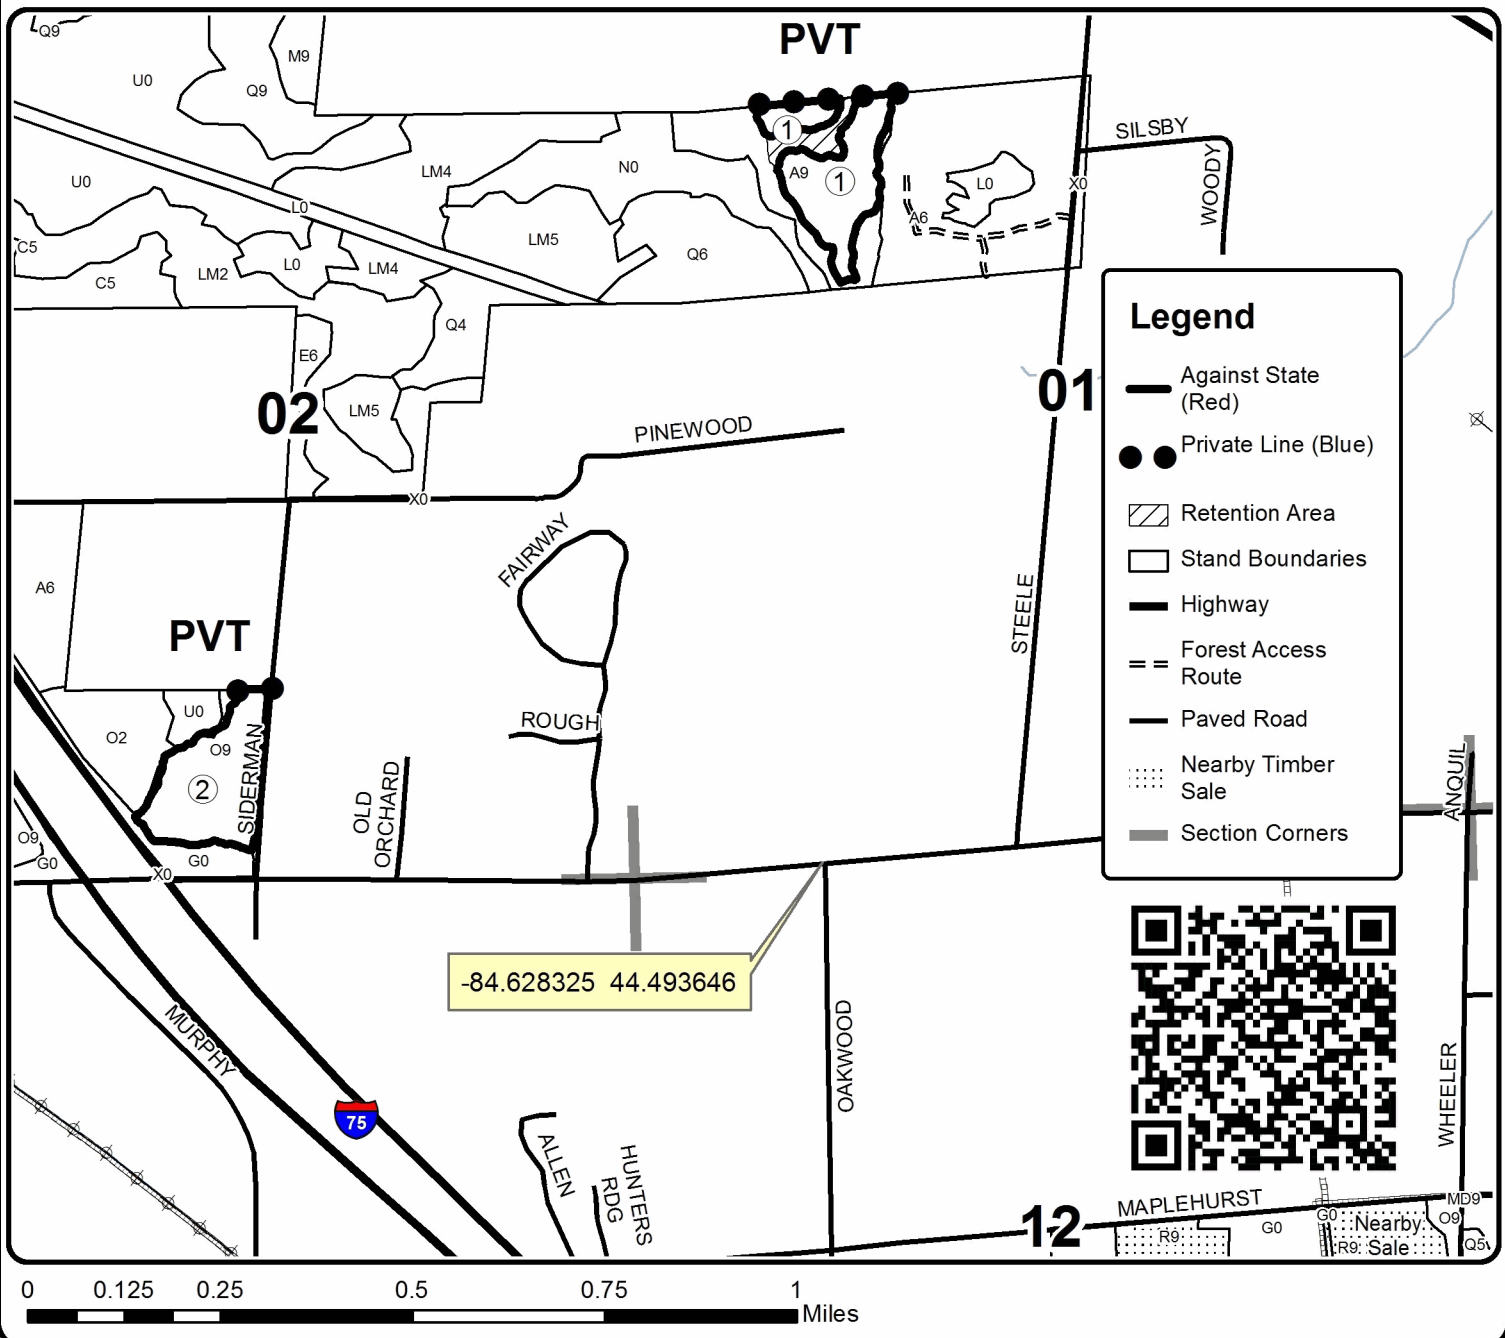 Q9
M9
U0
Q9
PVT
1
A9
1
SILSBY
WOODY
X0
L0
A6
LM4
N0
U0
L0
C5
C5
LM2
L0
LM4
LM5
Q6
Q4
E6
LM5
02
01
PINEWOOD
X0
FAIRWAY
STEELE
A6
PVT
U0
O2
O9
2
SIDERMAN
ROUGH
OLD
ORCHARD
O9
G0
G0
X0
Legend
Against State
(Red)
Private Line (Blue)
Retention Area
Stand Boundaries
Highway
Forest Access
Route
Paved Road
Nearby Timber
Sale
Section Corners
ANQUIL
-84.628325 44.493646
MURPHY
75
OAKWOOD
WHEELER
ALLEN
HUNTERS
RDG
12
MAPLEHURST
MD9
G0
G0
O9
R9
Nearby
Sale
R9
Q5
0
0.125
0.25
0.5
0.75
1
Miles